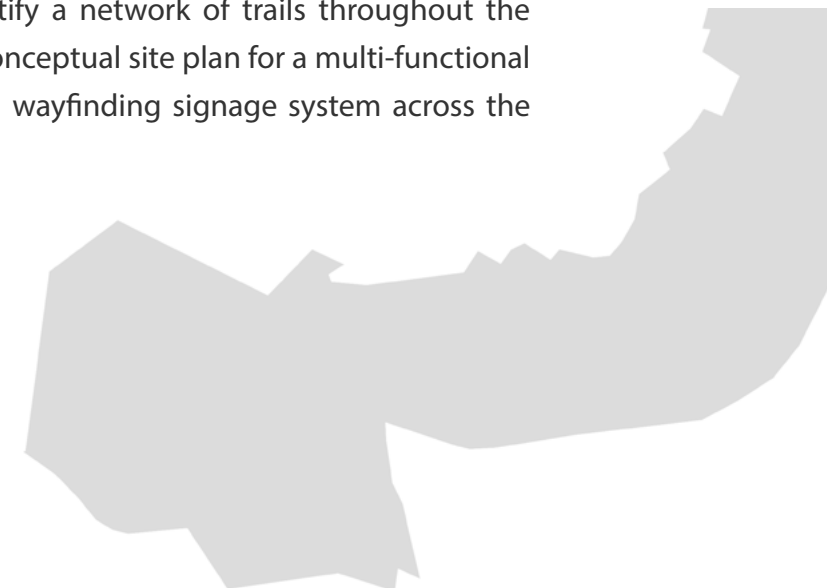 tify a network of trails throughout the
onceptual site plan for a multi-functional
wayfinding signage system across the